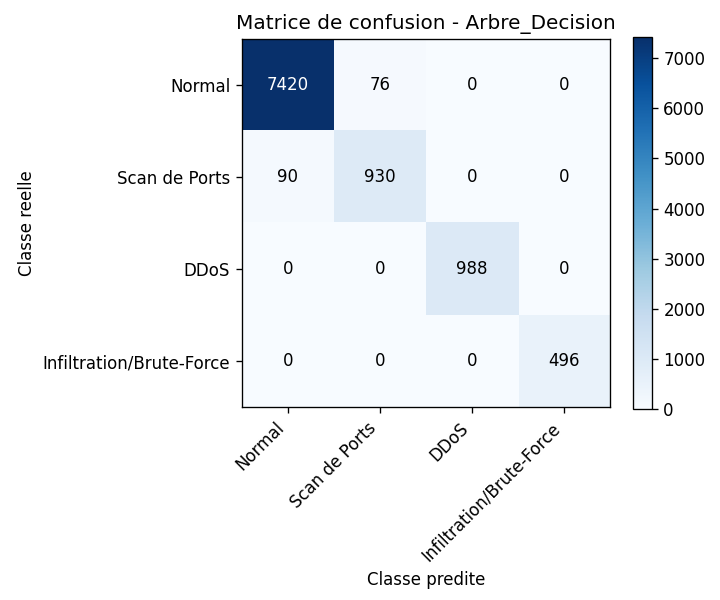 Matrice de confusion - Arbre_Decision
Classe reelle
Normal 7420 76 0 0
Scan de Ports 90 930 0 0
DDoS 0 0 988 0
Infiltration/Brute-Force 0 0 0 496
Normal
Scan de Ports
DDoS
Infiltration/Brute-Force
Classe predite
7000
6000
5000
4000
3000
2000
1000
0